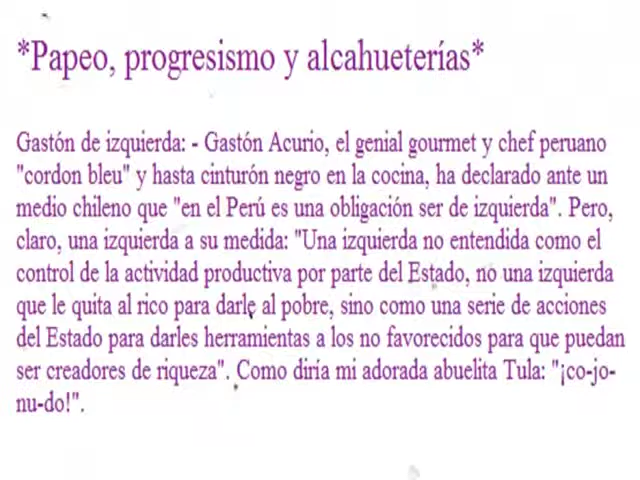 *Papeo, progresismo y alcahueterías*
Gastón de izquierda: - Gastón Acurio, el genial gourmet y chef peruano
"cordon bleu" y hasta cinturón negro en la cocina, ha declarado ante un
medio chileno que "en el Perú es una obligación ser de izquierda". Pero,
claro, una izquierda a su medida: "Una izquierda no entendida como el
control de la actividad productiva por parte del Estado, no una izquierda
que le quita al rico para darle al pobre, sino como una serie de acciones
del Estado para darles herramientas a los no favorecidos para que puedan
ser creadores de riqueza". Como diría mi adorada abuelita Tula: "¡co-jo-
nu-do!".